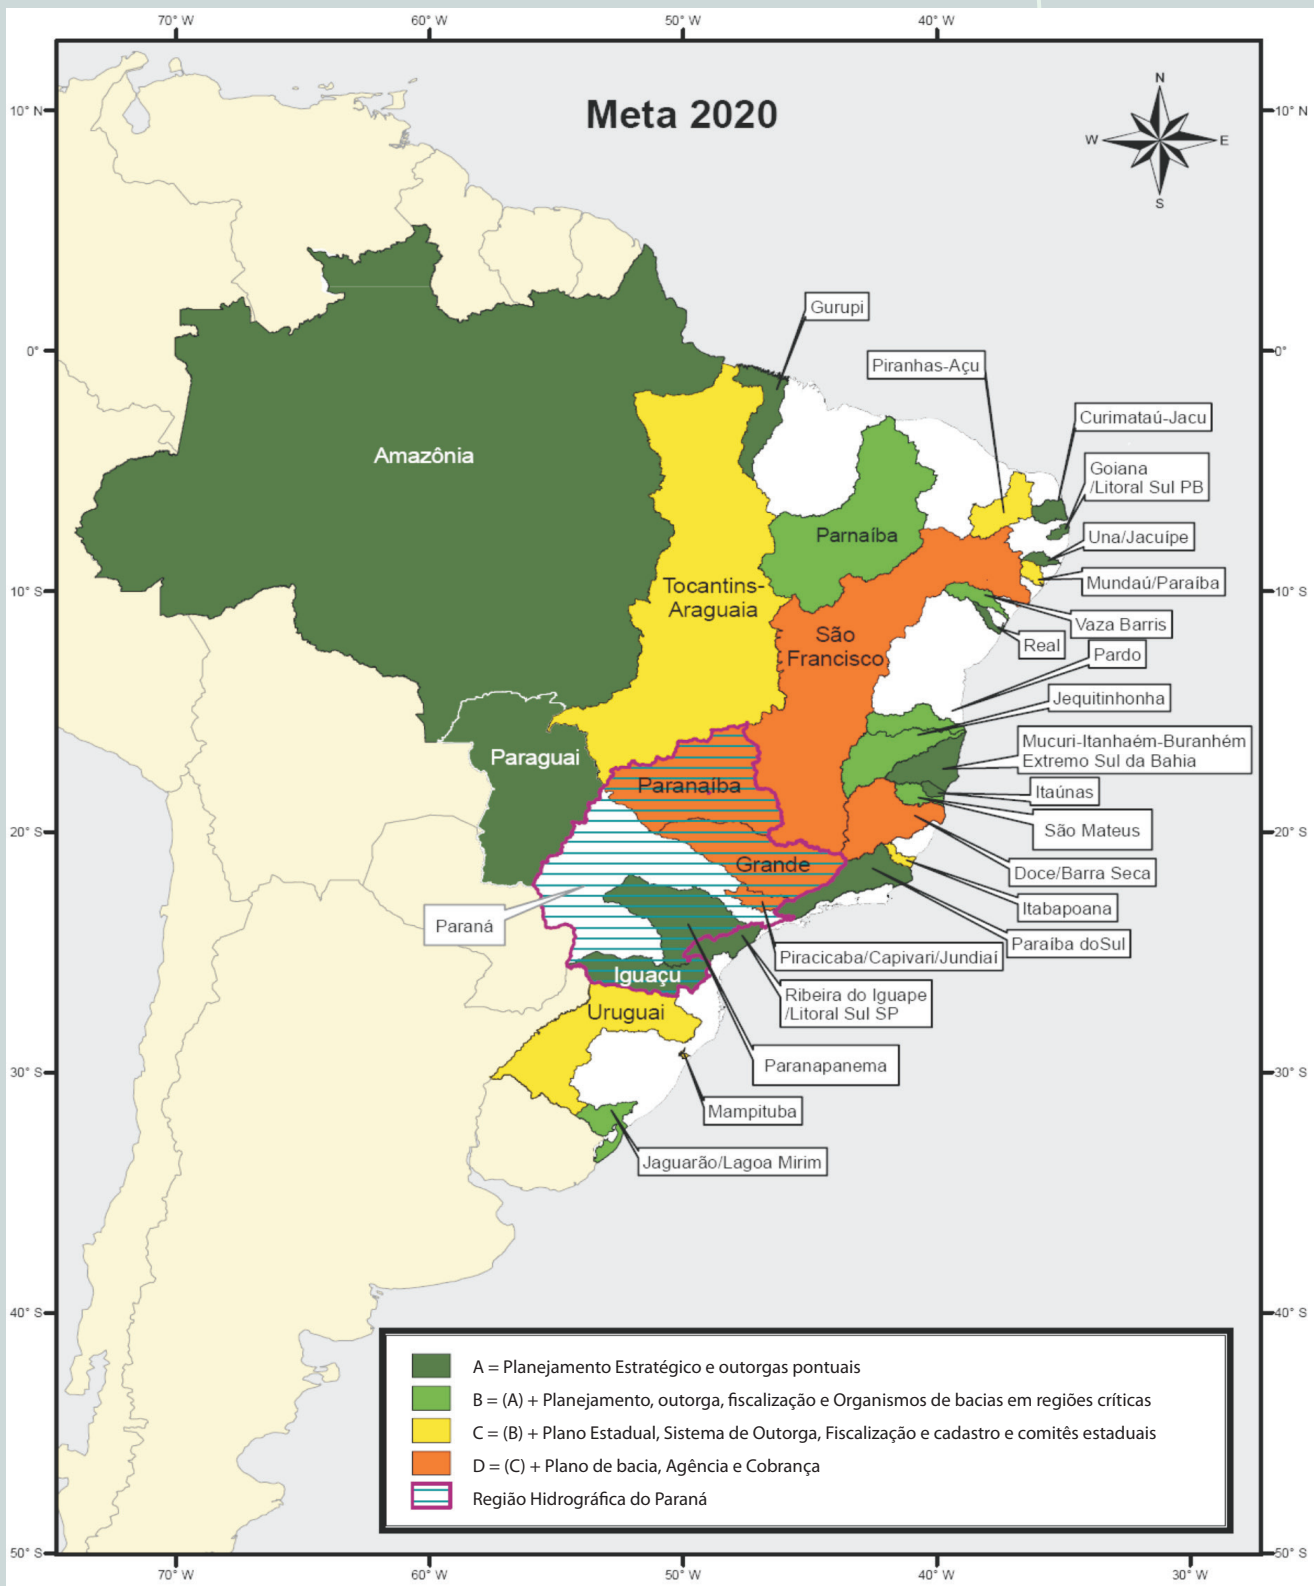 70° W
60° W
50° W
40° W
10° N
Meta 2020
N
W
E
S
10° N
Gurupi
0°
Piranhas-Açu
0°
Curimataú-Jacu
Amazônia
Goiana
/Litoral Sul PB
Parnaíba
Una/Jacuípe
Mundaú/Paraíba
10° S
Tocantins-
Araguaia
10° S
Vaza Barris
São
Francisco
Real
Pardo
Jequitinhonha
Mucuri-Itanhaém-Buranhém
Extremo Sul da Bahia
Paraguai
Paranaíba
Itaúnas
São Mateus
20° S
20° S
Grande
Doce/Barra Seca
Itabapoana
Paraná
Paraíba doSul
Piracicaba/Capivari/Jundiaí
Iguaçu
Ribeira do Iguape
/Litoral Sul SP
Uruguai
Paranapanema
30° S
30° S
Mampituba
Jaguarão/Lagoa Mirim
40° S
40° S
A = Planejamento Estratégico e outorgas pontuais
B = (A) + Planejamento, outorga, fiscalização e Organismos de bacias em regiões críticas
C = (B) + Plano Estadual, Sistema de Outorga, Fiscalização e cadastro e comitês estaduais
D = (C) + Plano de bacia, Agência e Cobrança
Região Hidrográfica do Paraná
50° S
50° S
70° W
60° W
50° W
40° W
30° W